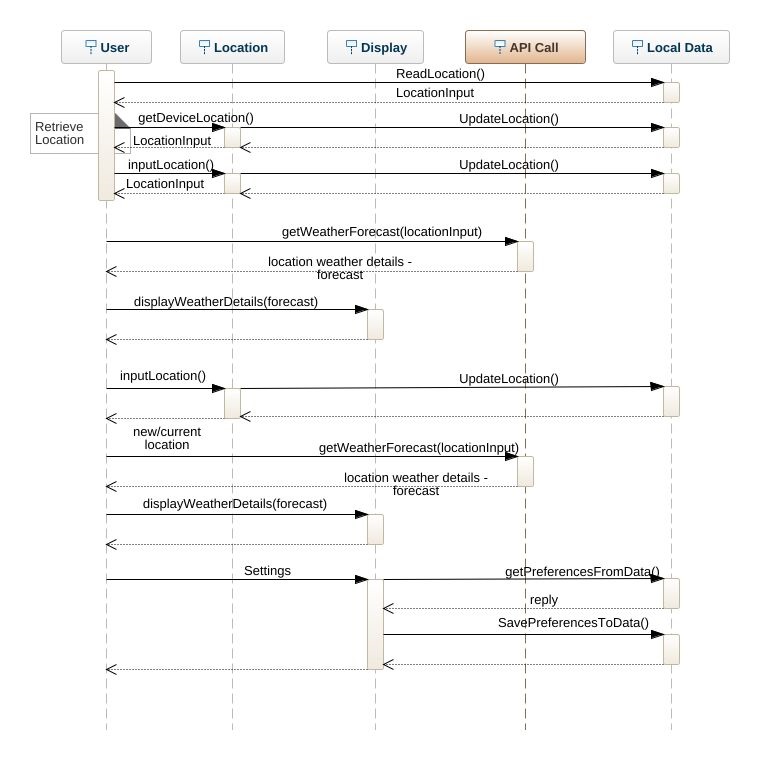 User
Location
Display
API Call
Local Data
ReadLocation()
LocationInput
Retrieve
Location
getDeviceLocation()
UpdateLocation()
LocationInput
inputLocation()
UpdateLocation()
LocationInput
getWeatherForecast(locationInput)
location weather details -
forecast
displayWeatherDetails(forecast)
inputLocation()
UpdateLocation()
new/current
location
getWeatherForecast(locationInput)
location weather details -
forecast
displayWeatherDetails(forecast)
Settings
getPreferencesFromData()
reply
SavePreferencesToData()